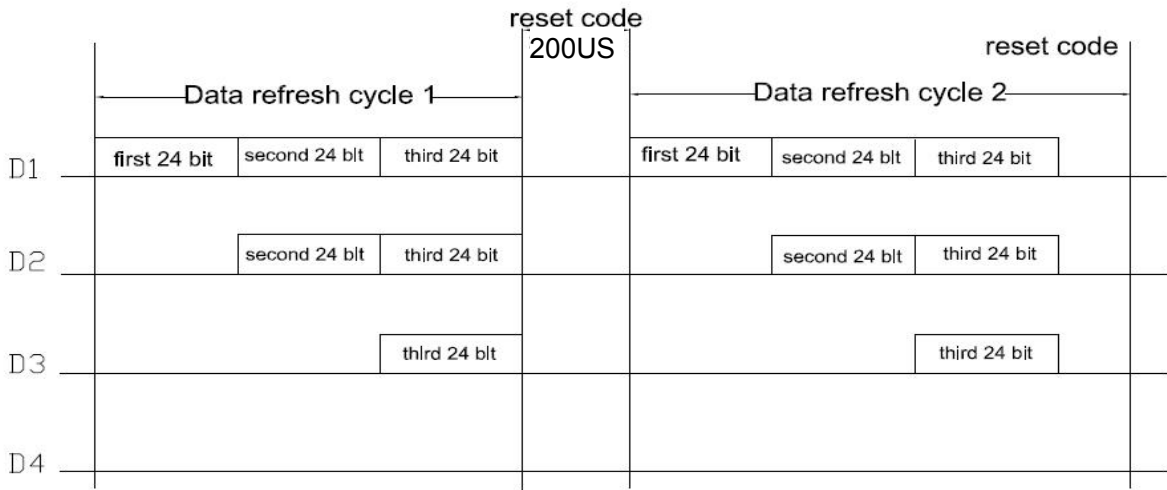 reset code
200US
reset code
Data refresh cycle 1
Data refresh cycle 2
D1
first 24 bit
second 24 blt
third 24 bit
first 24 bit
second 24 blt
third 24 bit
D2
second 24 blt
third 24 bit
second 24 blt
third 24 bit
D3
thlrd 24 blt
third 24 bit
D4